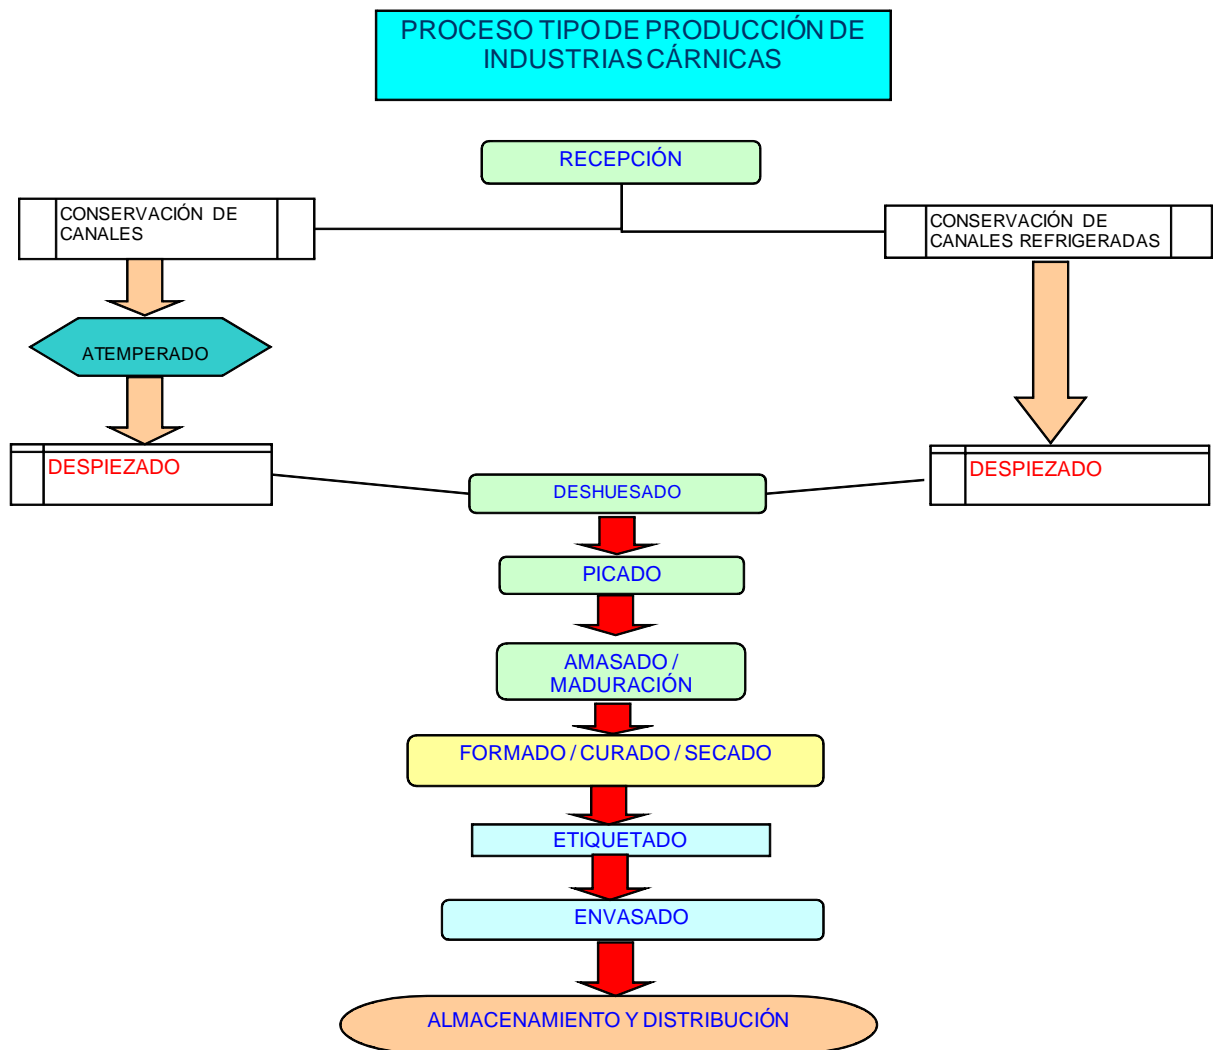 PROCESO TIPO DE PRODUCCIÓN DE
INDUSTRIAS CÁRNICAS
RECEPCIÓN
CONSERVACIÓN DE
CANALES
CONSERVACIÓN DE
CANALES REFRIGERADAS
ATEMPERADO
DESPIEZADO
DESPIEZADO
DESHUESADO
PICADO
AMASADO /
MADURACIÓN
FORMADO / CURADO / SECADO
ETIQUETADO
ENVASADO
ALMACENAMIENTO Y DISTRIBUCIÓN